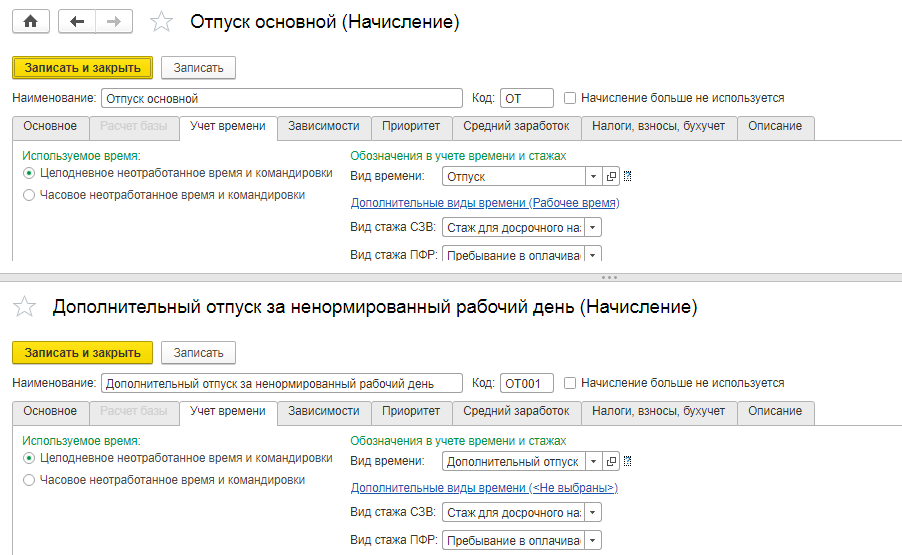 Отпуск основной (Начисление)
Записать и закрыть Записать
Наименование: Отпуск основной Код: ОТ Начисление больше не используется
Основное Расчет базы Учет времени Зависимости Приоритет Средний заработок Налоги, взносы, бухучет Описание
Используемое время: Обозначения в учете времени и стажах
Целодневное неотработанное время и командировки Вид времени: Отпуск
Часовое неотработанное время и командировки Дополнительные виды времени (Рабочее время)
Вид стажа СЗВ: Стаж для досрочного наз
Вид стажа ПФР: Пребывание в оплачива
Дополнительный отпуск за ненормированный рабочий день (Начисление)
Записать и закрыть Записать
Наименование: Дополнительный отпуск за ненормированный рабочий день Код: ОТ001 Начисление больше не используется
Основное Расчет базы Учет времени Зависимости Приоритет Средний заработок Налоги, взносы, бухучет Описание
Используемое время: Обозначения в учете времени и стажах
Целодневное неотработанное время и командировки Вид времени: Дополнительный отпуск
Часовое неотработанное время и командировки Дополнительные виды времени (<Не выбраны>)
Вид стажа СЗВ: Стаж для досрочного наз
Вид стажа ПФР: Пребывание в оплачива